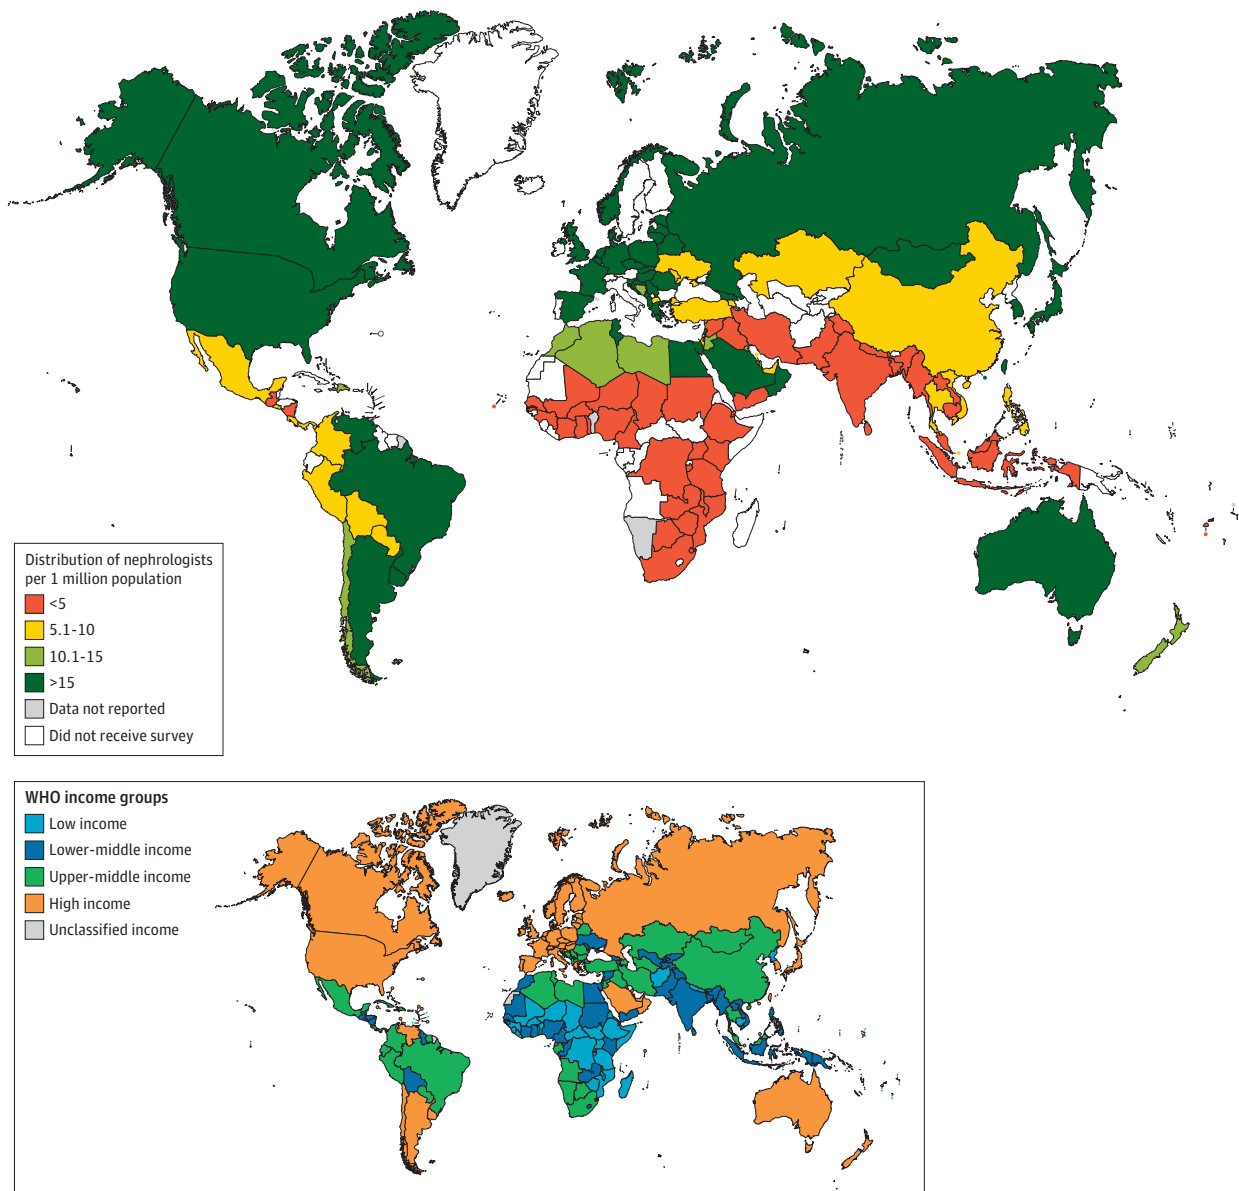 Distribution of nephrologists
per 1 million population
<5
5.1-10
10.1-15
>15
Data not reported
Did not receive survey
WHO income groups
Low income
Lower-middle income
Upper-middle income
High income
Unclassified income